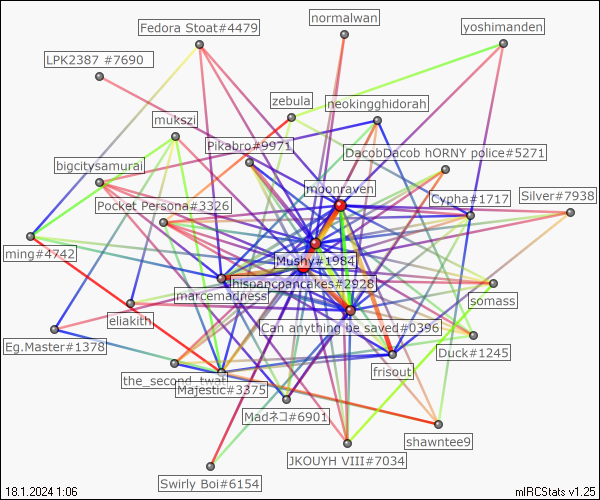 normalwan
Fedora Stoat#4479
yoshimanden
LPK2387 #7690
zebula
neokingghidorah
mukszi
Pikabro#9971
DacobDacob hORNY police#5271
bigcitysamurai
moonraven
Cypha#1717
Silver#7938
Pocket Persona#3326
ming#4742
Mushy#1984
hispancpancakes#2928
marcemadness
somass
eliakith
Can anything be saved#0396
Eg.Master#1378
Duck#1245
frisout
the_second_twat
Majestic#3375
Madネコ#6901
shawntee9
JKOUYH VIII#7034
Swirly Boi#6154
18.1.2024 1:06
mIRCStats v1.25